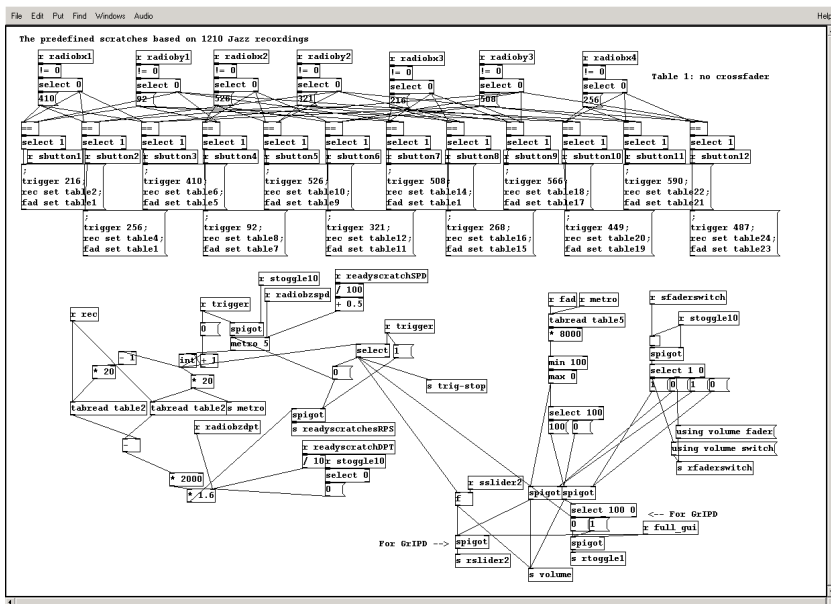 File Edit Put Find Windows Audio Help
The predefined scratches based on 1210 Jazz recordings
r radiobx1 r radioby1 r radiobx2 r radioby2 r radiobx3 r radioby3 r radiobx4
!= 0 != 0 != 0 != 0 != 0 != 0 != 0
Table 1: no crossfader
select 0 select 0 select 0 select 0 select 0 select 0 select 0
410 92 526 321 216 508 256
== == == == == == == == == == == ==
select 1 select 1 select 1 select 1 select 1 select 1 select 1 select 1 select 1 select 1 select 1 select 1
r sbutton1 r sbutton2 r sbutton3 r sbutton4 r sbutton5 r sbutton6 r sbutton7 r sbutton8 r sbutton9 r sbutton10 r sbutton11 r sbutton12
; ; ; ; ; ;
trigger 216; trigger 410; trigger 526; trigger 508; trigger 566; trigger 590;
rec set table2; rec set table6; rec set table10; rec set table14; rec set table18; rec set table22;
fad set table1 fad set table5 fad set table9 fad set table1 fad set table17 fad set table21
; ; ; ; ; ;
trigger 256; trigger 92; trigger 321; trigger 268; trigger 449; trigger 487;
rec set table4; rec set table8; rec set table12; rec set table16; rec set table20; rec set table24;
fad set table1 fad set table7 fad set table11 fad set table15 fad set table19 fad set table23
r stoggle10 r readyscratchSPD
/ 100
r radiobzspd
+ 0.5
r trigger
r fad r metro
r sfaderswitch
r rec
r stoggle10
tabread table5
0 spigot
r trigger
* 8000
metro 5
spigot
int + 1
- 1
select 1
min 100
select 1 0
0
max 0
* 20 * 20
1 0 1 0
s trig-stop
tabread table2 tabread table2 s metro
spigot
select 100
r radiobzdpt
s readyscratchesRPS
100 0
using volume fader
-
r readyscratchDPT
using volume switch
/ 10 r stoggle10
s rfaderswitch
* 2000
select 0
r sslider2
* 1.6
0
f
spigot spigot
select 100 0
<-- For GrIPD
0 1
r full_gui
For GrIPD --> spigot
spigot
s rslider2
s rtoggle1
s volume